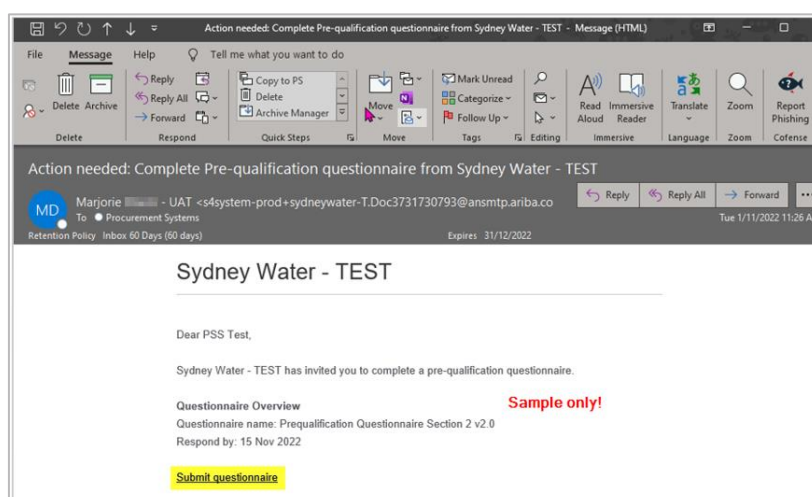 Action needed: Complete Pre-qualification questionnaire from Sydney Water - TEST - Message (HTML)
File Message Help Tell me what you want to do
Delete Archive
Reply
Reply All
Forward
Copy to PS
Delete
Archive Manager
Move
Mark Unread
Categorize
Follow Up
Read Aloud
Immersive Reader
Translate
Zoom
Report Phishing
Delete Respond Quick Steps Move Tags Editing Immersive Language Zoom Cofense
Action needed: Complete Pre-qualification questionnaire from Sydney Water - TEST
MD
Marjorie - UAT <s4system-prod+sydneywater-T.Doc3731730793@ansmtp.ariba.co
Reply Reply All Forward
To Procurement Systems
Tue 1/11/2022 11:26 A
Retention Policy Inbox 60 Days (60 days) Expires 31/12/2022
Sydney Water - TEST
Dear PSS Test,
Sydney Water - TEST has invited you to complete a pre-qualification questionnaire.
Sample only!
Questionnaire Overview
Questionnaire name: Prequalification Questionnaire Section 2 v2.0
Respond by: 15 Nov 2022
Submit questionnaire